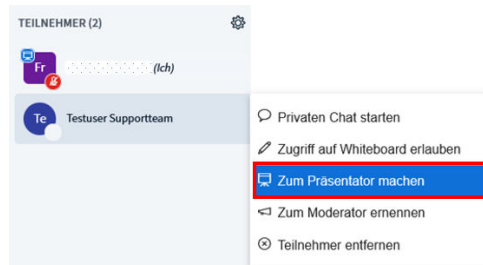 TEILNEHMER (2)
Fr
(Ich)
Te
Testuser Supportteam
Privaten Chat starten
Zugriff auf Whiteboard erlauben
Zum Präsentator machen
Zum Moderator ernennen
Teilnehmer entfernen